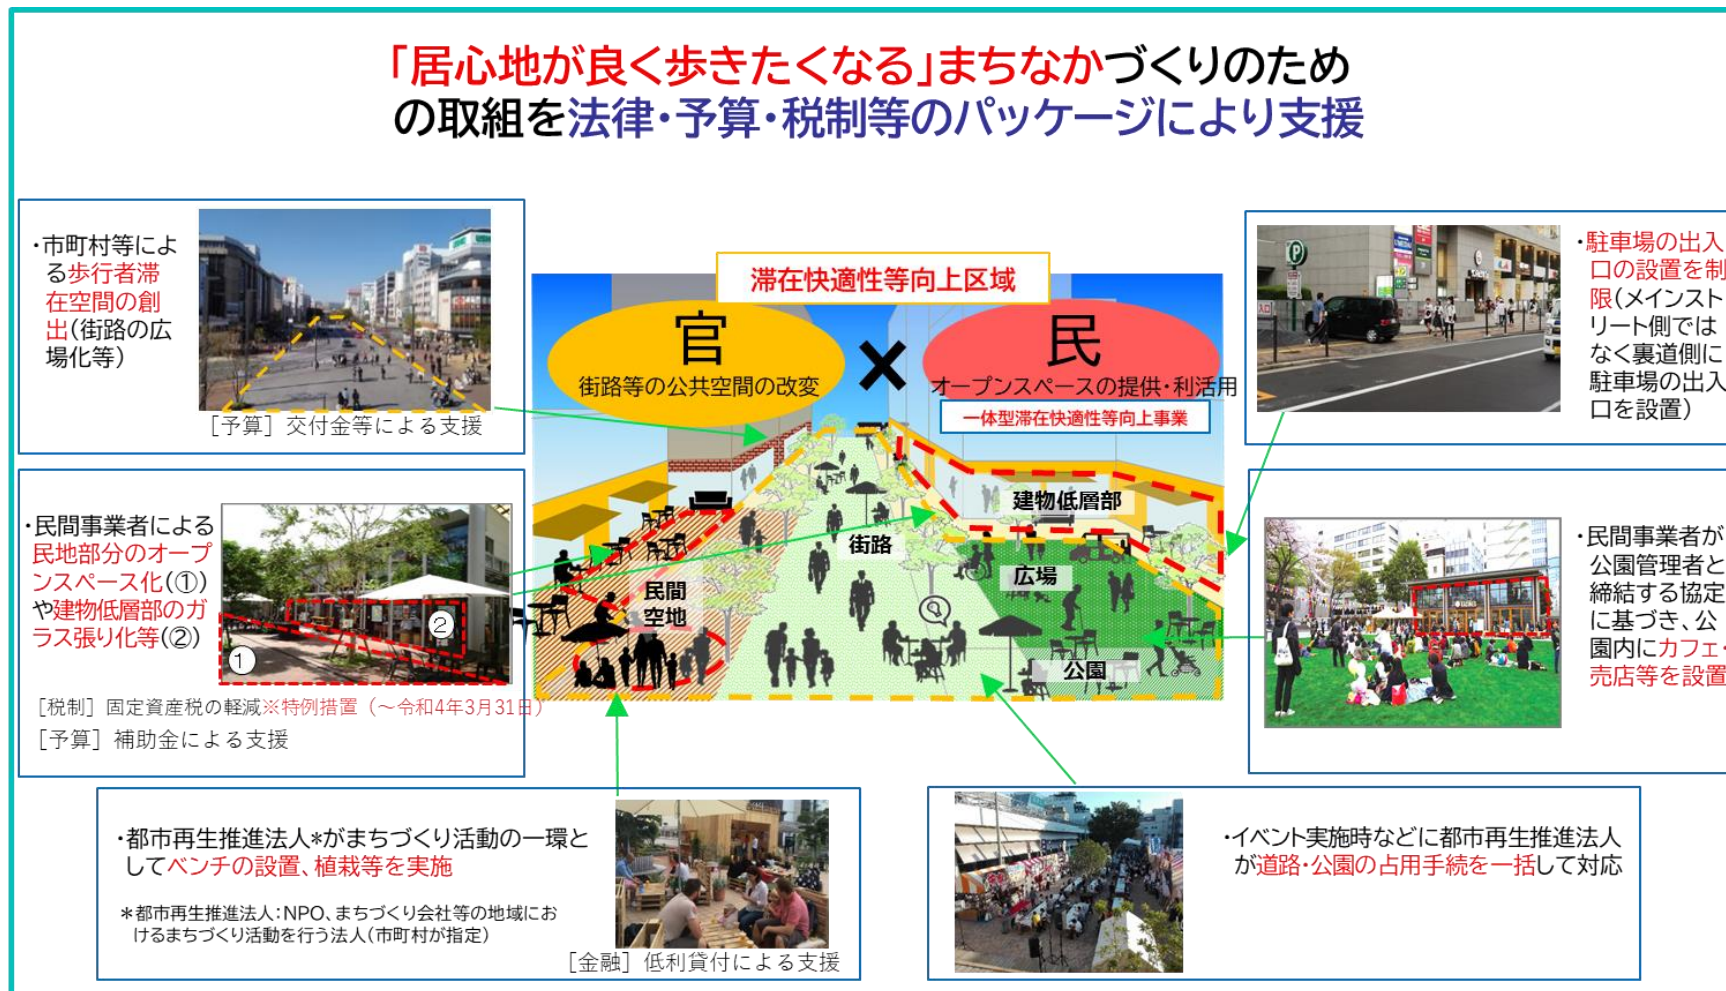 「居心地が良く歩きたくなる」まちなかづくりのため
の取組を法律・予算・税制等のパッケージにより支援
・市町村等によ
る歩行者滞
在空間の創
出(街路の広
場化等)
［予算］交付金等による支援
・民間事業者による
民地部分のオープ
ンスペース化(①)
や建物低層部のガ
ラス張り化等(②)
①
②
［税制］固定資産税の軽減※特例措置（～令和4年3月31日）
［予算］補助金による支援
滞在快適性等向上区域
官
街路等の公共空間の改変
×
民
オープンスペースの提供・利活用
一体型滞在快適性等向上事業
建物低層部
街路
広場
民間
空地
公園
・駐車場の出入
口の設置を制
限(メインスト
リート側では
なく裏道側に
駐車場の出入
口を設置)
P
・民間事業者が
公園管理者と
締結する協定
に基づき、公
園内にカフェ・
売店等を設置
・都市再生推進法人*がまちづくり活動の一環と
してベンチの設置、植栽等を実施
*都市再生推進法人：NPO、まちづくり会社等の地域にお
けるまちづくり活動を行う法人(市町村が指定)
［金融］低利貸付による支援
・イベント実施時などに都市再生推進法人
が道路・公園の占用手続を一括して対応